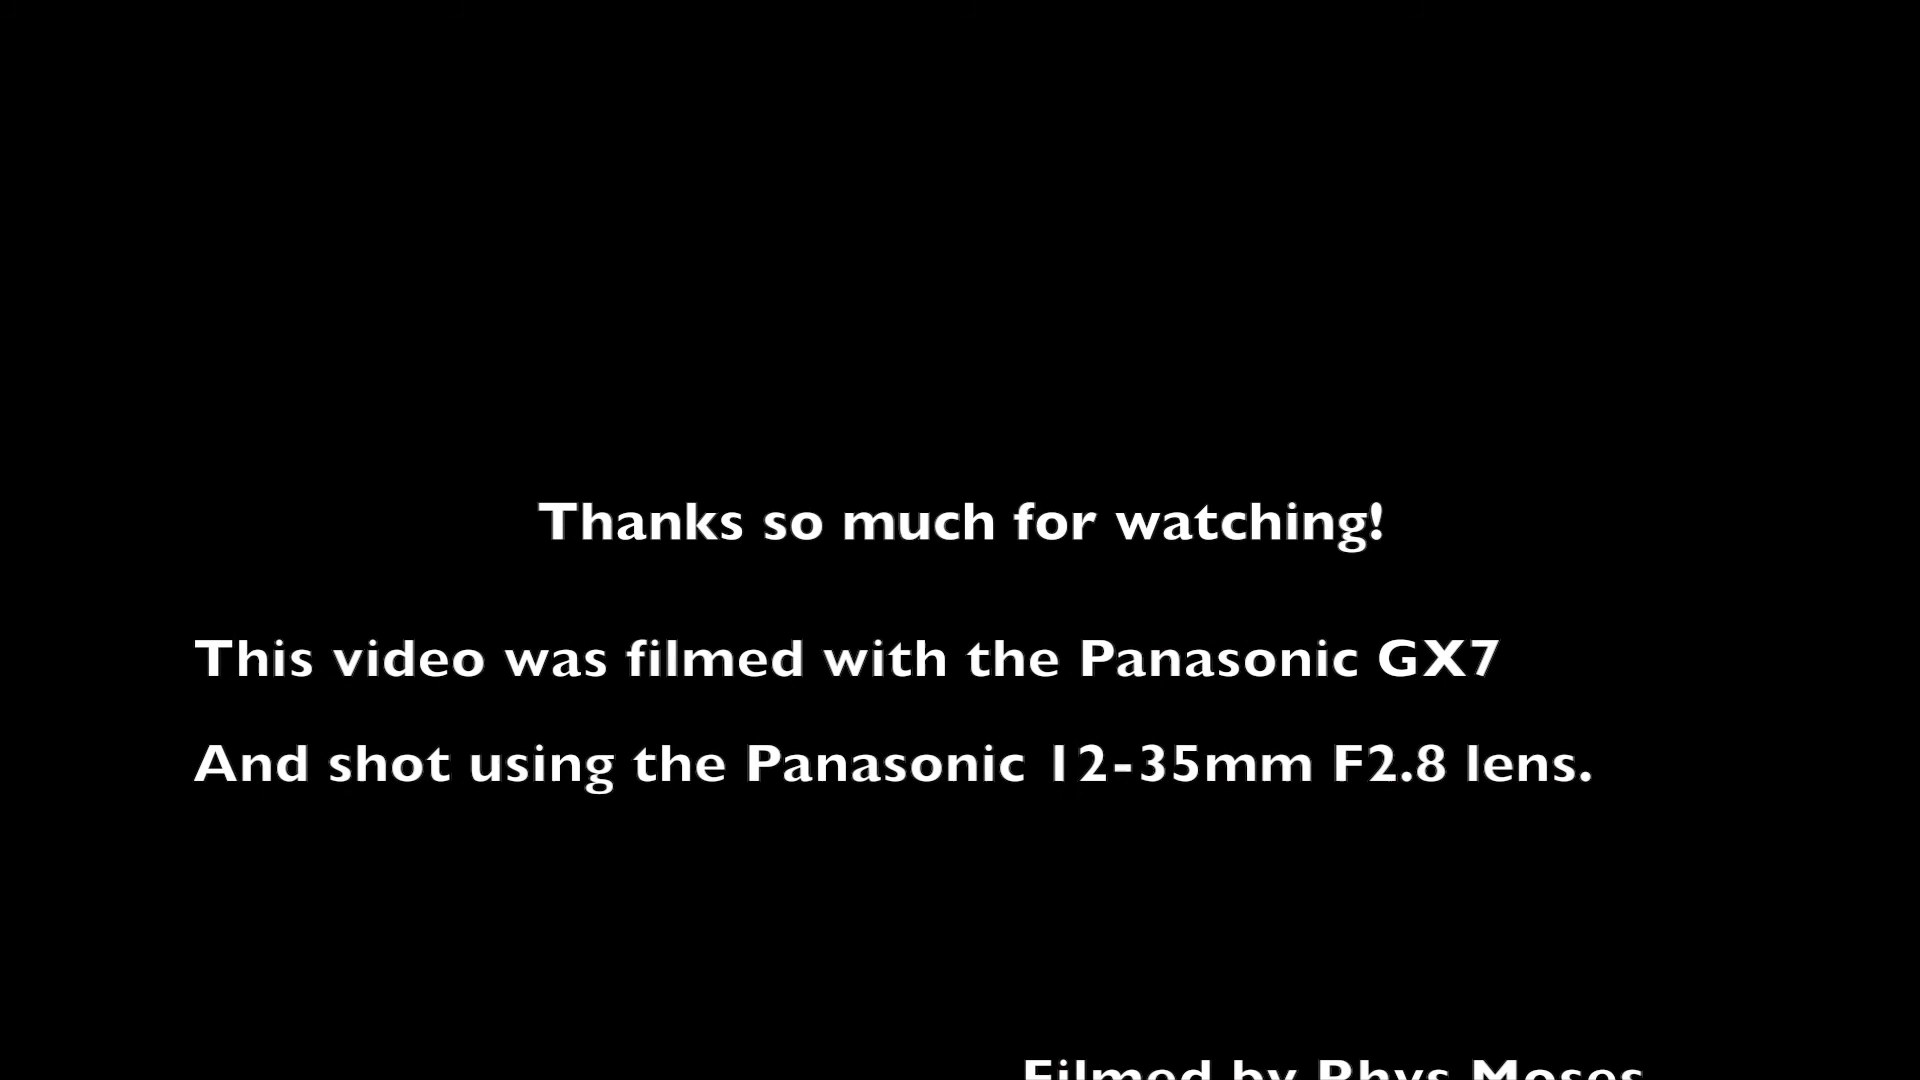 Thanks so much for watching!
This video was filmed with the Panasonic GX7
And shot using the Panasonic 12-35mm F2.8 lens.
Filmed by Rhys Moses